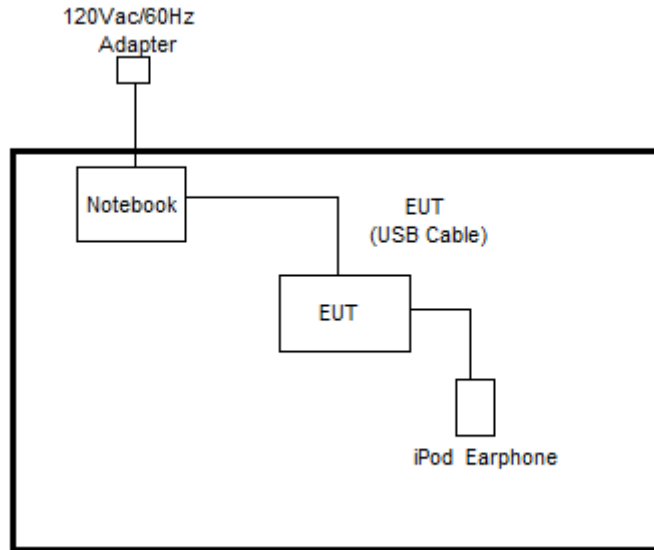 120Vac/60Hz
Adapter
Notebook
EUT
(USB Cable)
EUT
iPod Earphone